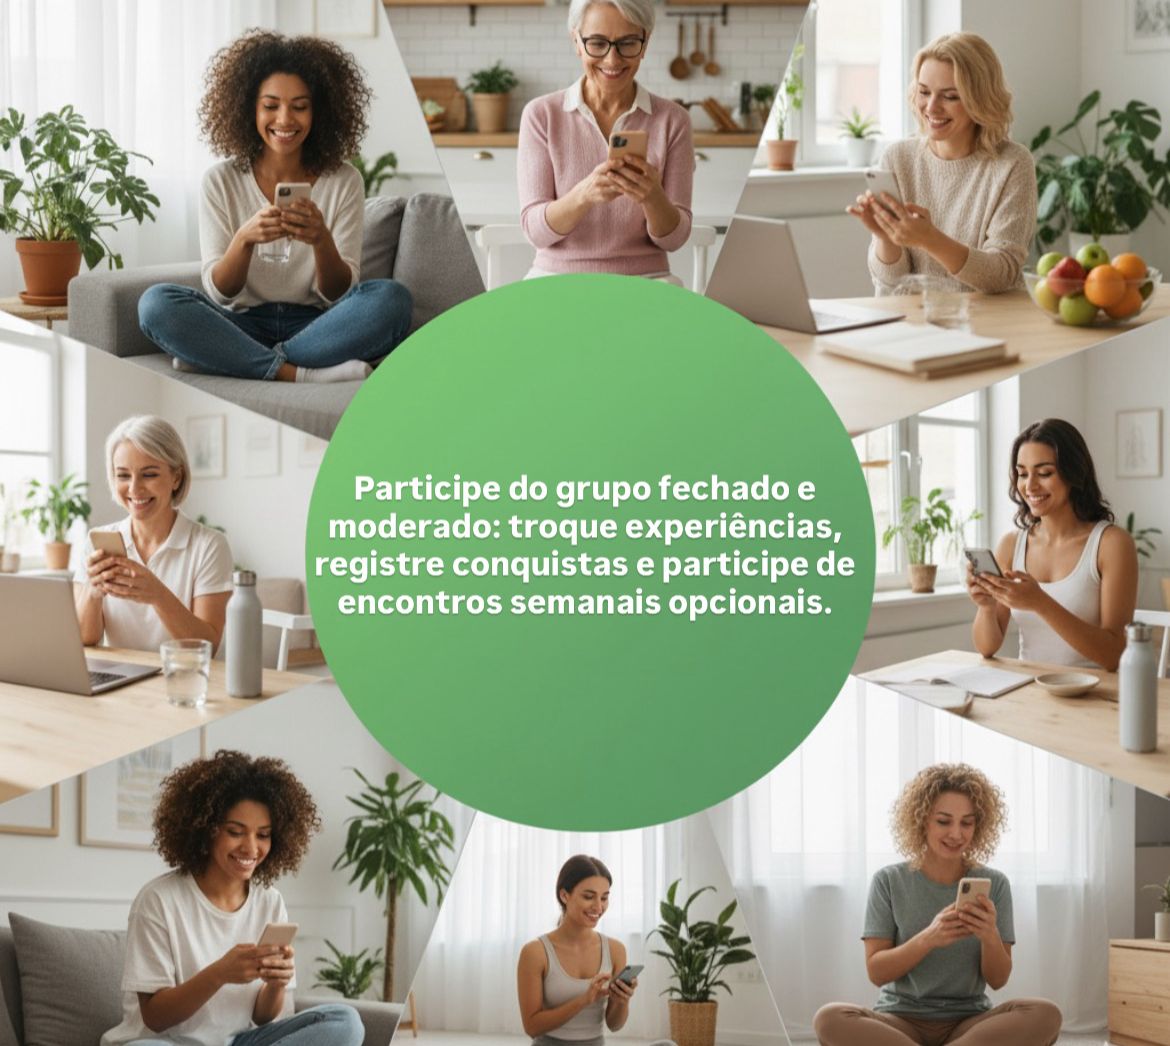 Participe do grupo fechado e
moderado: troque experiências,
registre conquistas e participe de
encontros semanais opcionais.